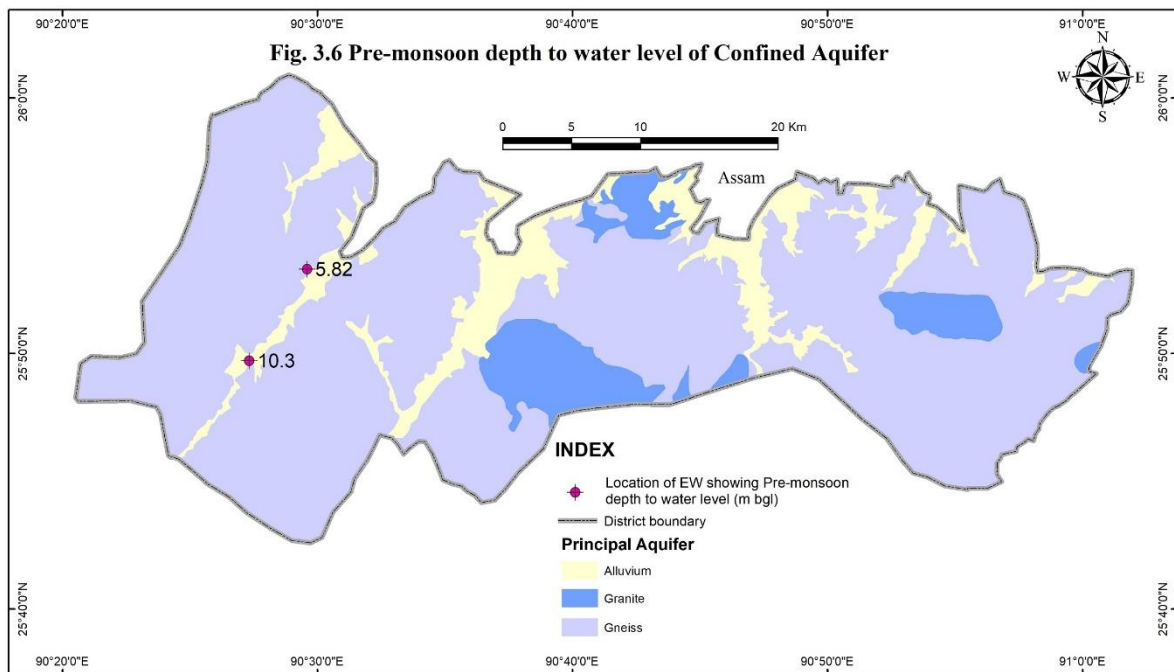 90°20'0"E 90°30'0"E 90°40'0"E 90°50'0"E 91°0'0"E
Fig. 3.6 Pre-monsoon depth to water level of Confined Aquifer
N
W E
S
26°0'0"N 26°0'0"N
0 5 10 20 Km
Assam
5.82
10.3
25°50'0"N 25°50'0"N
INDEX
Location of EW showing Pre-monsoon
depth to water level (m bgl)
District boundary
Principal Aquifer
Alluvium
Granite
Gneiss
25°40'0"N 25°40'0"N
90°20'0"E 90°30'0"E 90°40'0"E 90°50'0"E 91°0'0"E